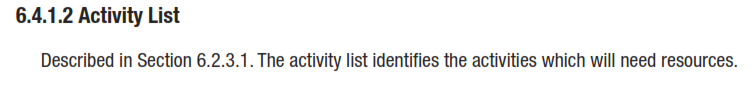 6.4.1.2 Activity List
Described in Section 6.2.3.1. The activity list identifies the activities which will need resources.